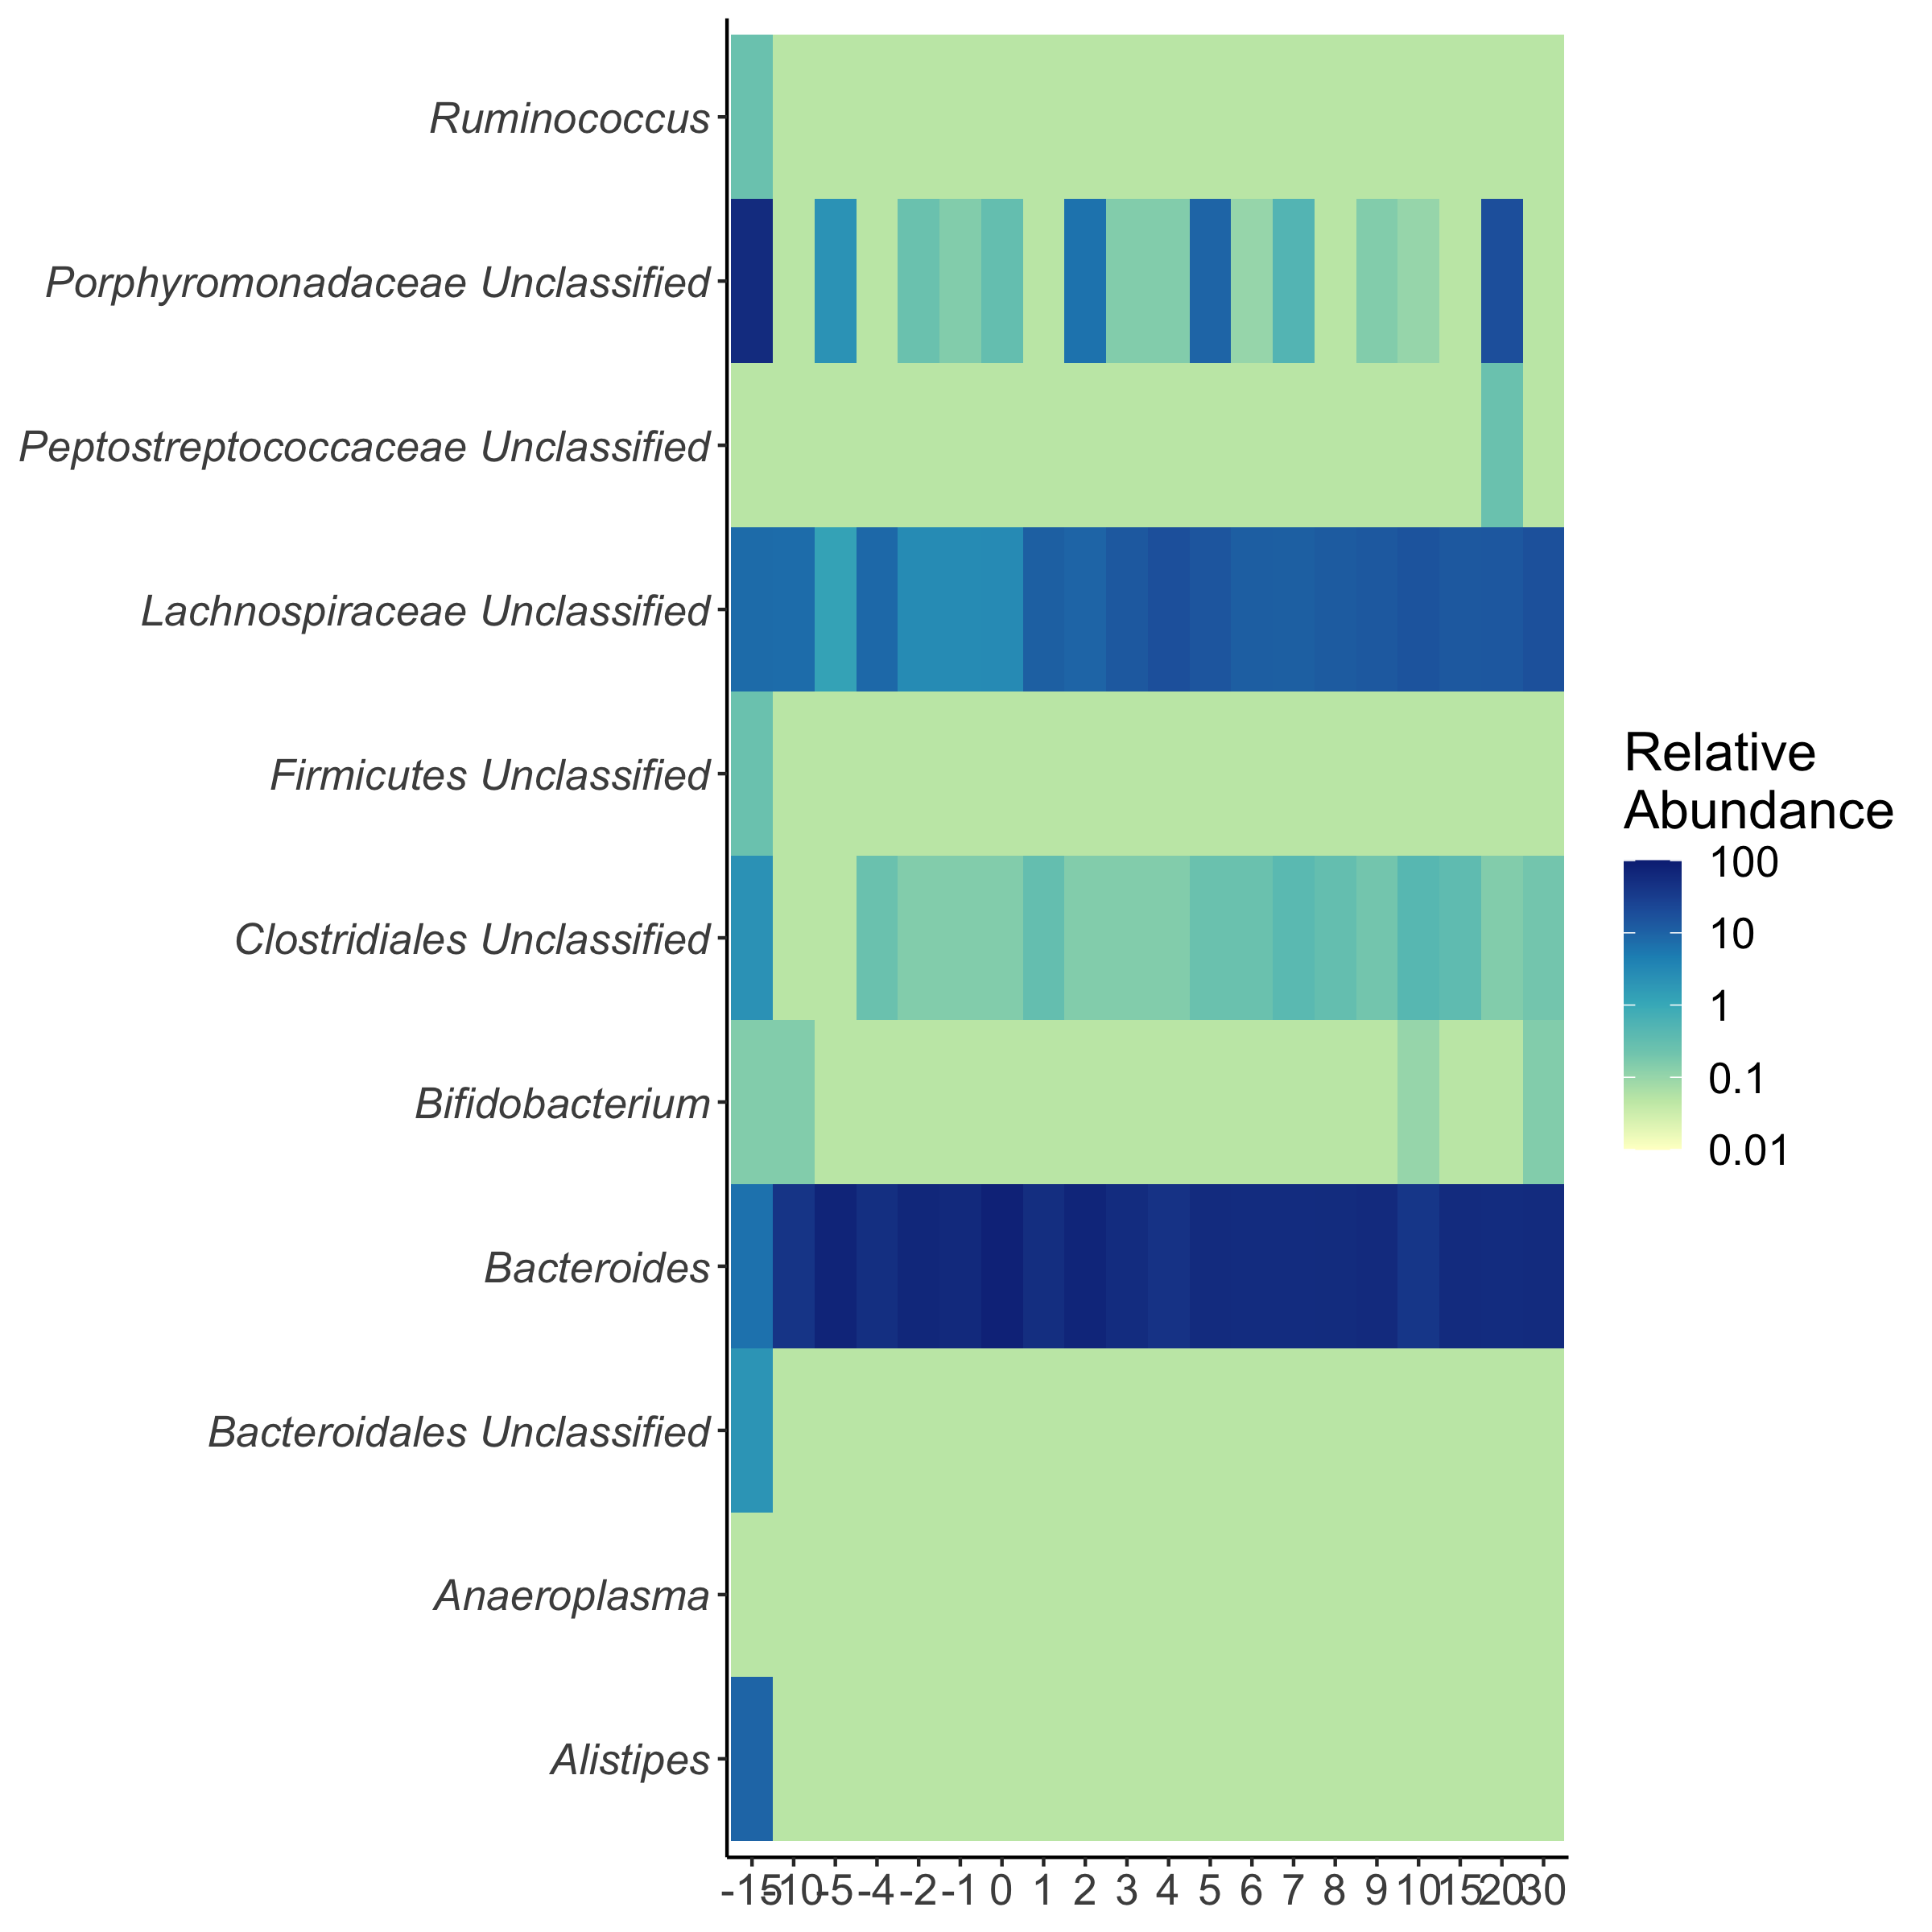 Ruminococcus
Porphyromonadaceae Unclassified
Peptostreptococcaceae Unclassified
Lachnospiraceae Unclassified
Firmicutes Unclassified
Clostridiales Unclassified
Bifidobacterium
Bacteroides
Bacteroidales Unclassified
Anaeroplasma
Alistipes
-15 -10 -5 -4 -2 -1 0 1 2 3 4 5 6 7 8 9 10 15 20 30
Relative
Abundance
100
10
1
0.1
0.01